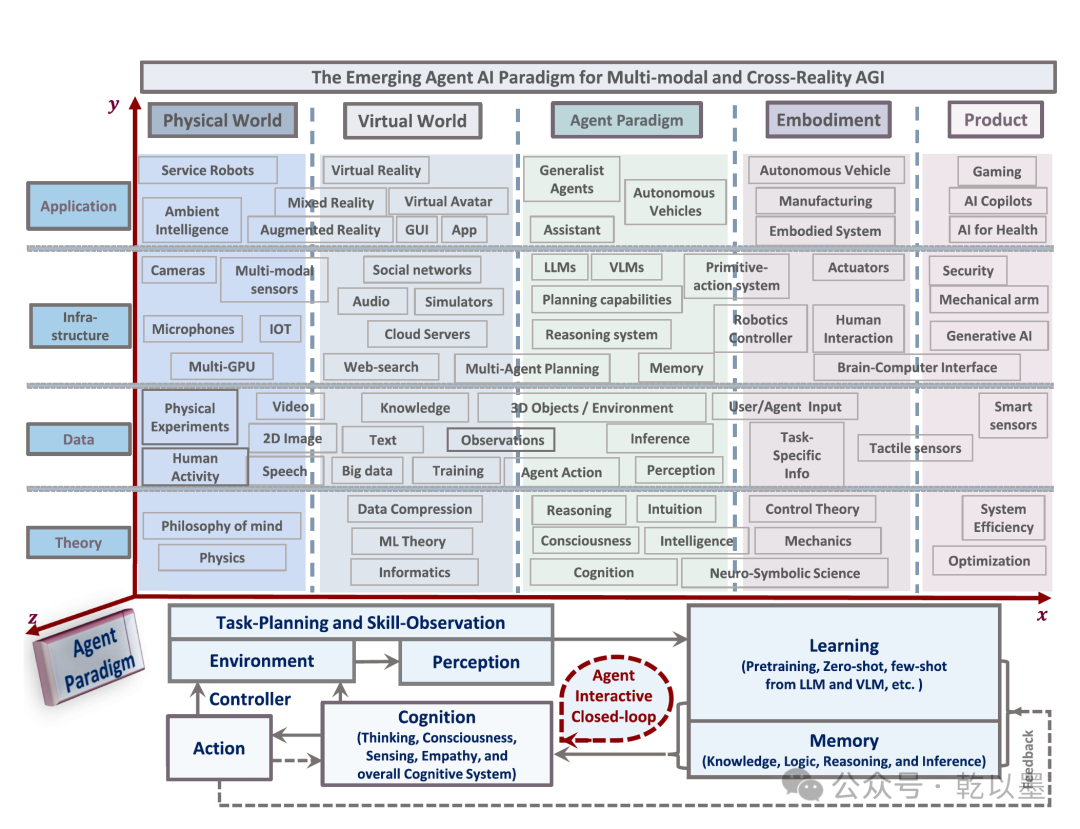 The Emerging Agent AI Paradigm for Multi-modal and Cross-Reality AGI
y
Physical World
Virtual World
Agent Paradigm
Embodiment
Product
Application
Service Robots
Ambient
Intelligence
Mixed Reality
Augmented Reality
Virtual Reality
Virtual Avatar
GUI
App
Generalist
Agents
Autonomous
Vehicles
Assistant
Autonomous Vehicle
Manufacturing
Embodied System
Gaming
AI Copilots
AI for Health
Infra-
structure
Cameras
Multi-modal
sensors
Microphones
IOT
Multi-GPU
Social networks
Audio
Simulators
Cloud Servers
Web-search
Multi-Agent Planning
LLMs
VLMs
Planning capabilities
Reasoning system
Memory
Primitive-
action system
Robotics
Controller
Actuators
Human
Interaction
Brain-Computer Interface
Security
Mechanical arm
Generative AI
Data
Physical
Experiments
Human
Activity
Video
2D Image
Speech
Knowledge
Text
Big data
Training
3D Objects / Environment
Observations
Agent Action
Inference
Perception
User/Agent Input
Task-
Specific
Info
Tactile sensors
Smart
sensors
Theory
Philosophy of mind
Physics
Data Compression
ML Theory
Informatics
Reasoning
Intuition
Consciousness
Intelligence
Cognition
Neuro-Symbolic Science
Control Theory
Mechanics
System
Efficiency
Optimization
z
x
Agent
Paradigm
Task-Planning and Skill-Observation
Environment
Perception
Controller
Action
Cognition
(Thinking, Consciousness,
Sensing, Empathy, and
overall Cognitive System)
Agent
Interactive
Closed-loop
Learning
(Pretraining, Zero-shot, few-shot
from LLM and VLM, etc. )
Memory
(Knowledge, Logic, Reasoning, and Inference)
Feedback
公众号 · 乾以墨